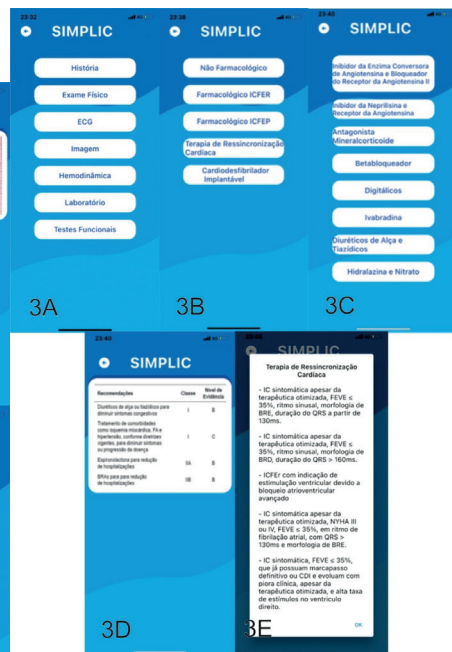 23:32
SIMPLIC
História
Exame Físico
ECG
Imagem
Hemodinâmica
Laboratório
Testes Funcionais
3A
23:38
SIMPLIC
Não Farmacológico
Farmacológico ICFER
Farmacológico ICFEP
Terapia de Ressincronização
Cardíaca
Cardiodesfibrilador
Implantável
3B
23:40
SIMPLIC
Inibidor da Enzima Conversora
de Angiotensina e Bloqueador
do Receptor da Angiotensina II
Inibidor da Neprilisina e
Receptor da Angiotensina
Antagonista
Mineralcorticoide
Betabloqueador
Digitálicos
Ivabradina
Diuréticos de Alça e
Tiazídicos
Hidralazina e Nitrato
3C
23:40
SIMPLIC
Recomendações Classe Nível de
Evidência
Diuréticos de alça ou tiazídicos para
diminuir sintomas congestivos I B
Tratamento de comorbidades
como isquemia miocárdica, FA e
hipertensão, conforme diretrizes
vigentes, para diminuir sintomas
ou progressão da doença I C
Espironolactona para redução
de hospitalizações IIA B
BRAs para para redução
de hospitalizações IIB B
3D
SIMPLIC
Terapia de Ressincronização
Cardíaca
- IC sintomática apesar da
terapêutica otimizada, FEVE ≤
35%, ritmo sinusal, morfologia de
BRE, duração do QRS a partir de
130ms.
- IC sintomática apesar da
terapêutica otimizada, FEVE ≤
35%, ritmo sinusal, morfologia de
BRD, duração do QRS > 160ms.
- ICFEr com indicação de
estimulação ventricular devido a
bloqueio atrioventricular
avançado
- IC sintomática apesar da
terapêutica otimizada, NYHA III
ou IV, FEVE ≤ 35%, em ritmo de
fibrilação atrial, com QRS >
130ms e morfologia de BRE.
- IC sintomática, FEVE ≤ 35%,
que já possuam marcapasso
definitivo ou CDI e evoluam com
piora clínica, apesar da
terapêutica otimizada, e alta taxa
de estímulos no ventrículo
direito.
OK
3E